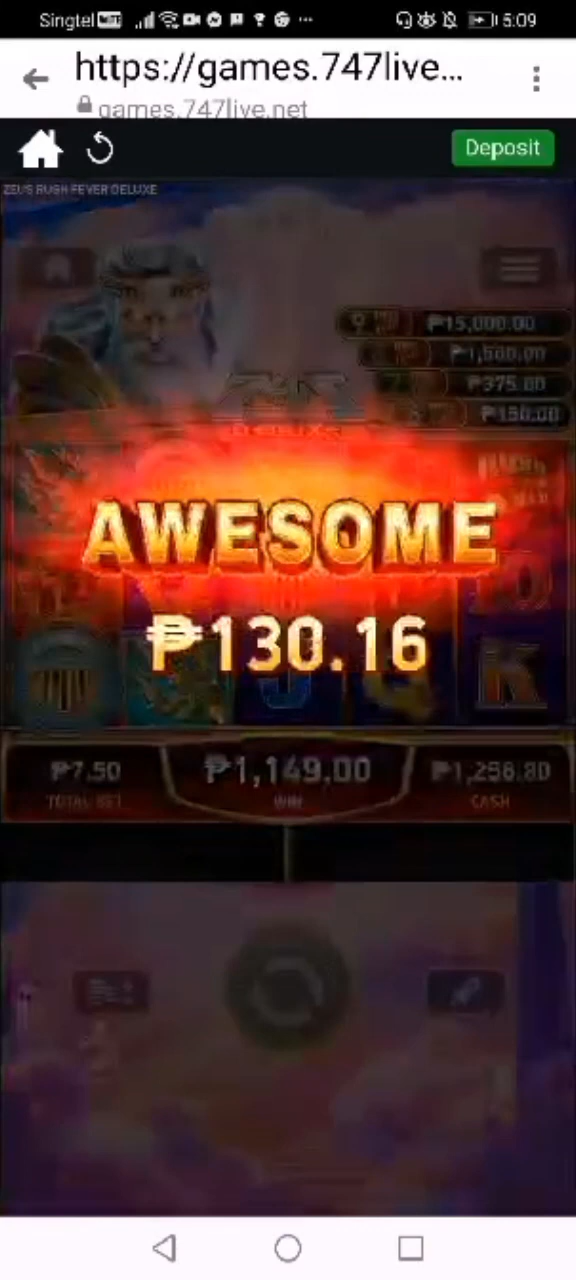 Singtel 5:09
https://games.747live...
games.747live.net
Deposit
ZEUS RUSH FEVER DELUXE
₱15,000.00
₱1,500.00
₱375.00
₱150.00
AWESOME
₱130.16
10
J
K
₱7.50 ₱1,149.00 ₱1,256.80
TOTAL BET WIN CASH